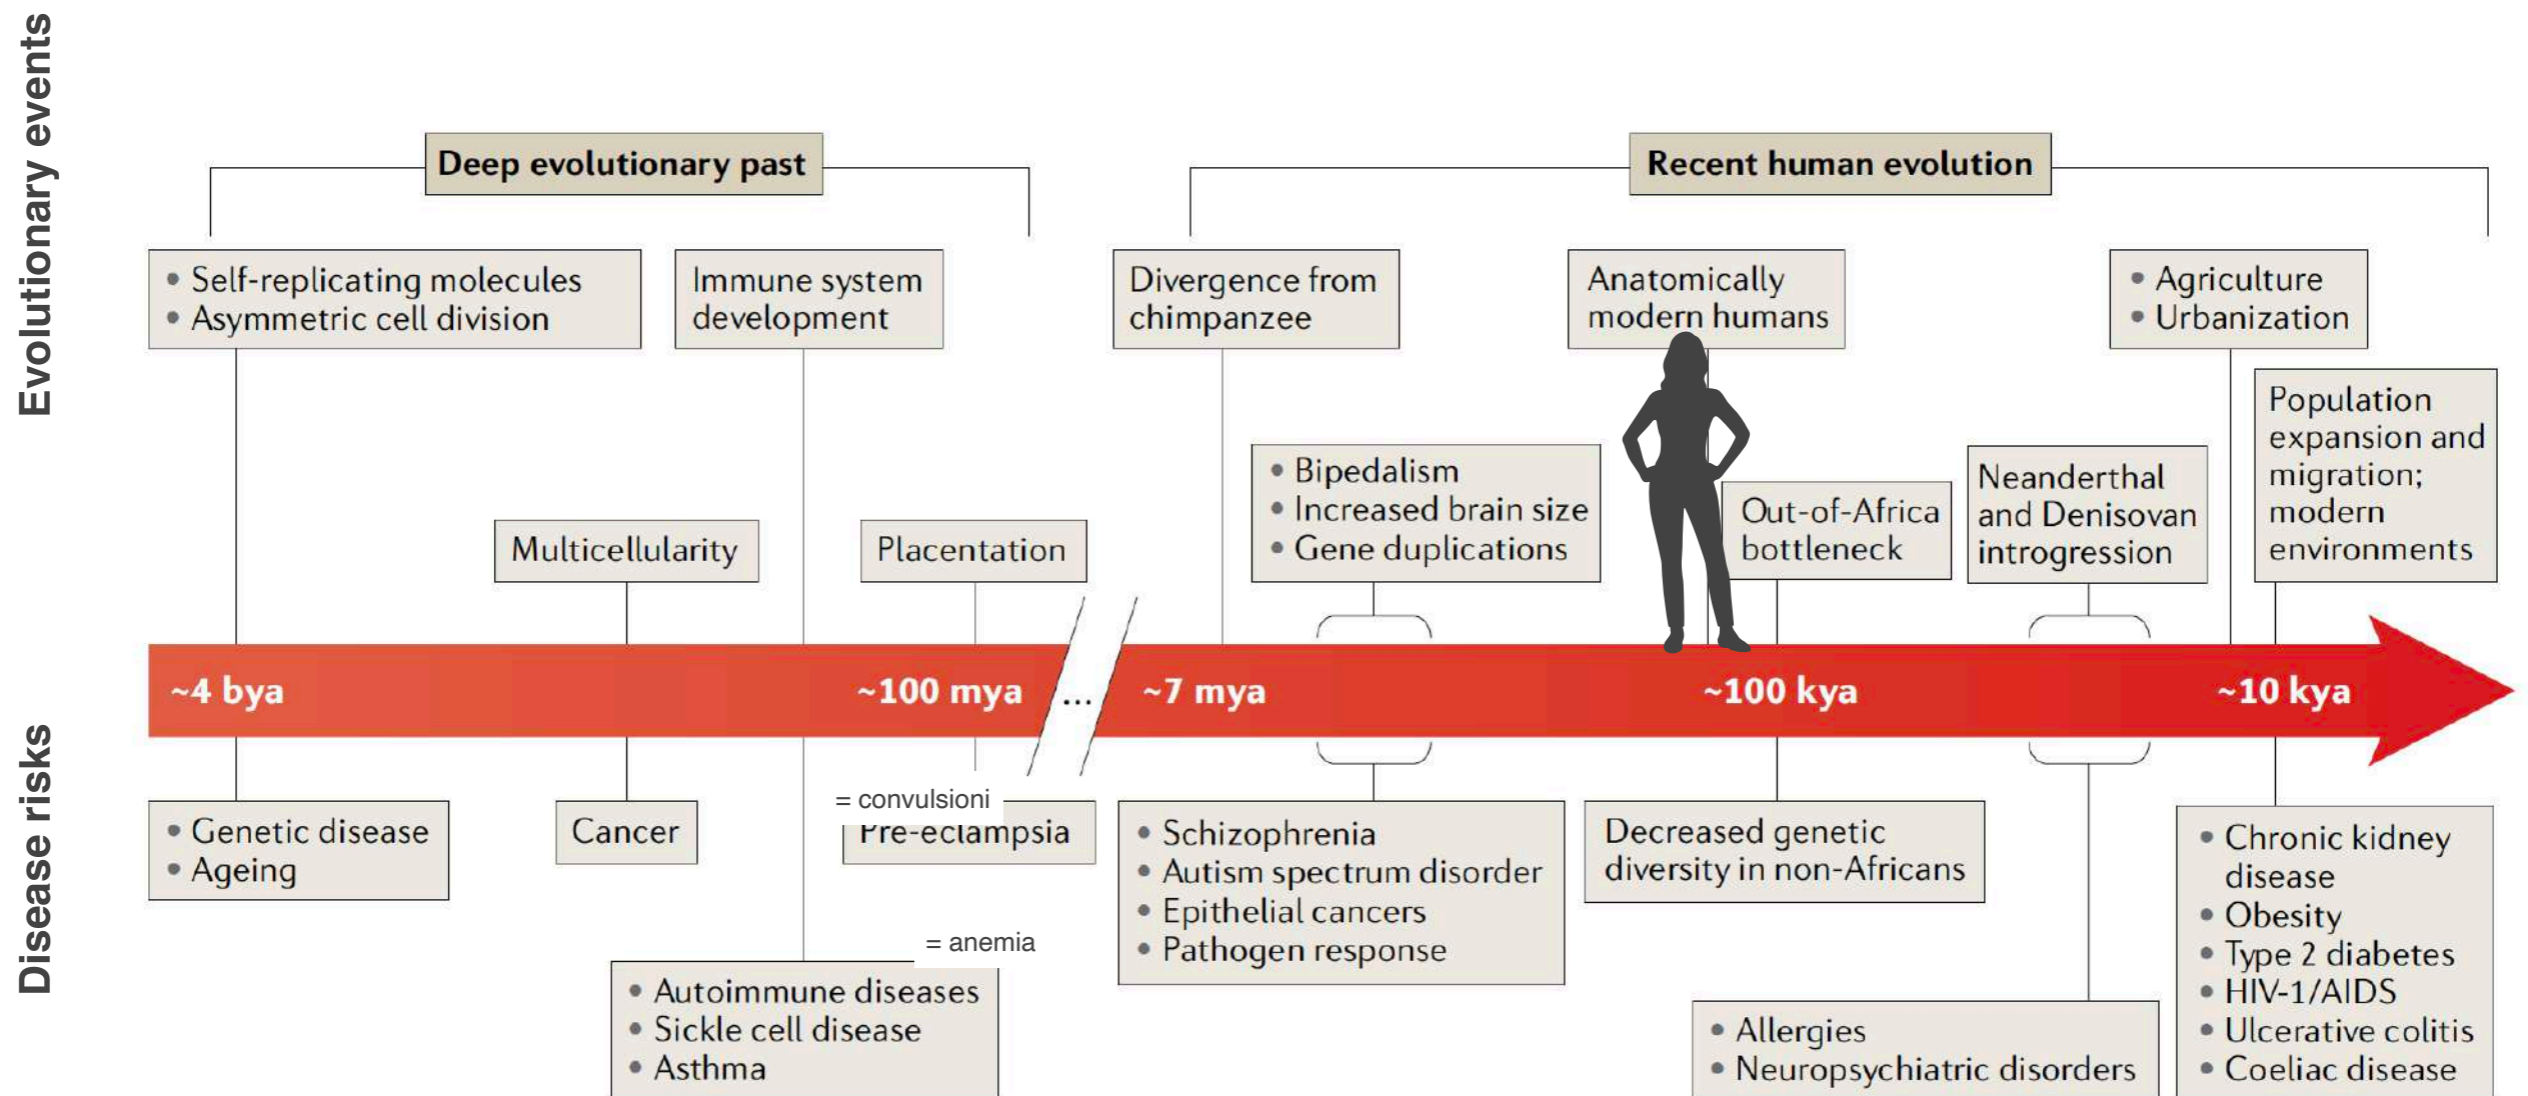 Evolutionary events
Deep evolutionary past
Recent human evolution
• Self-replicating molecules
• Asymmetric cell division
Immune system
development
Divergence from
chimpanzee
Anatomically
modern humans
• Agriculture
• Urbanization
Multicellularity
Placentation
• Bipedalism
• Increased brain size
• Gene duplications
Out-of-Africa
bottleneck
Neanderthal
and Denisovan
introgression
Population
expansion and
migration;
modern
environments
~4 bya
~100 mya
...
~7 mya
~100 kya
~10 kya
Disease risks
• Genetic disease
• Ageing
Cancer
= convulsioni
Pre-eclampsia
= anemia
• Autoimmune diseases
• Sickle cell disease
• Asthma
• Schizophrenia
• Autism spectrum disorder
• Epithelial cancers
• Pathogen response
Decreased genetic
diversity in non-Africans
• Allergies
• Neuropsychiatric disorders
• Chronic kidney
disease
• Obesity
• Type 2 diabetes
• HIV-1/AIDS
• Ulcerative colitis
• Coeliac disease